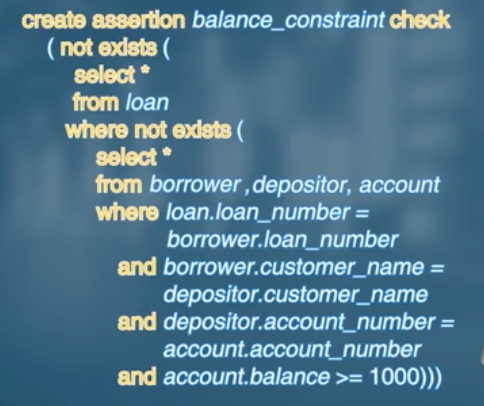 create assertion balance_constraint check
( not exists (
select *
from loan
where not exists (
select *
from borrower , depositor, account
where loan.loan_number =
borrower.loan_number
and borrower.customer_name =
depositor.customer_name
and depositor.account_number =
account.account_number
and account.balance >= 1000)))